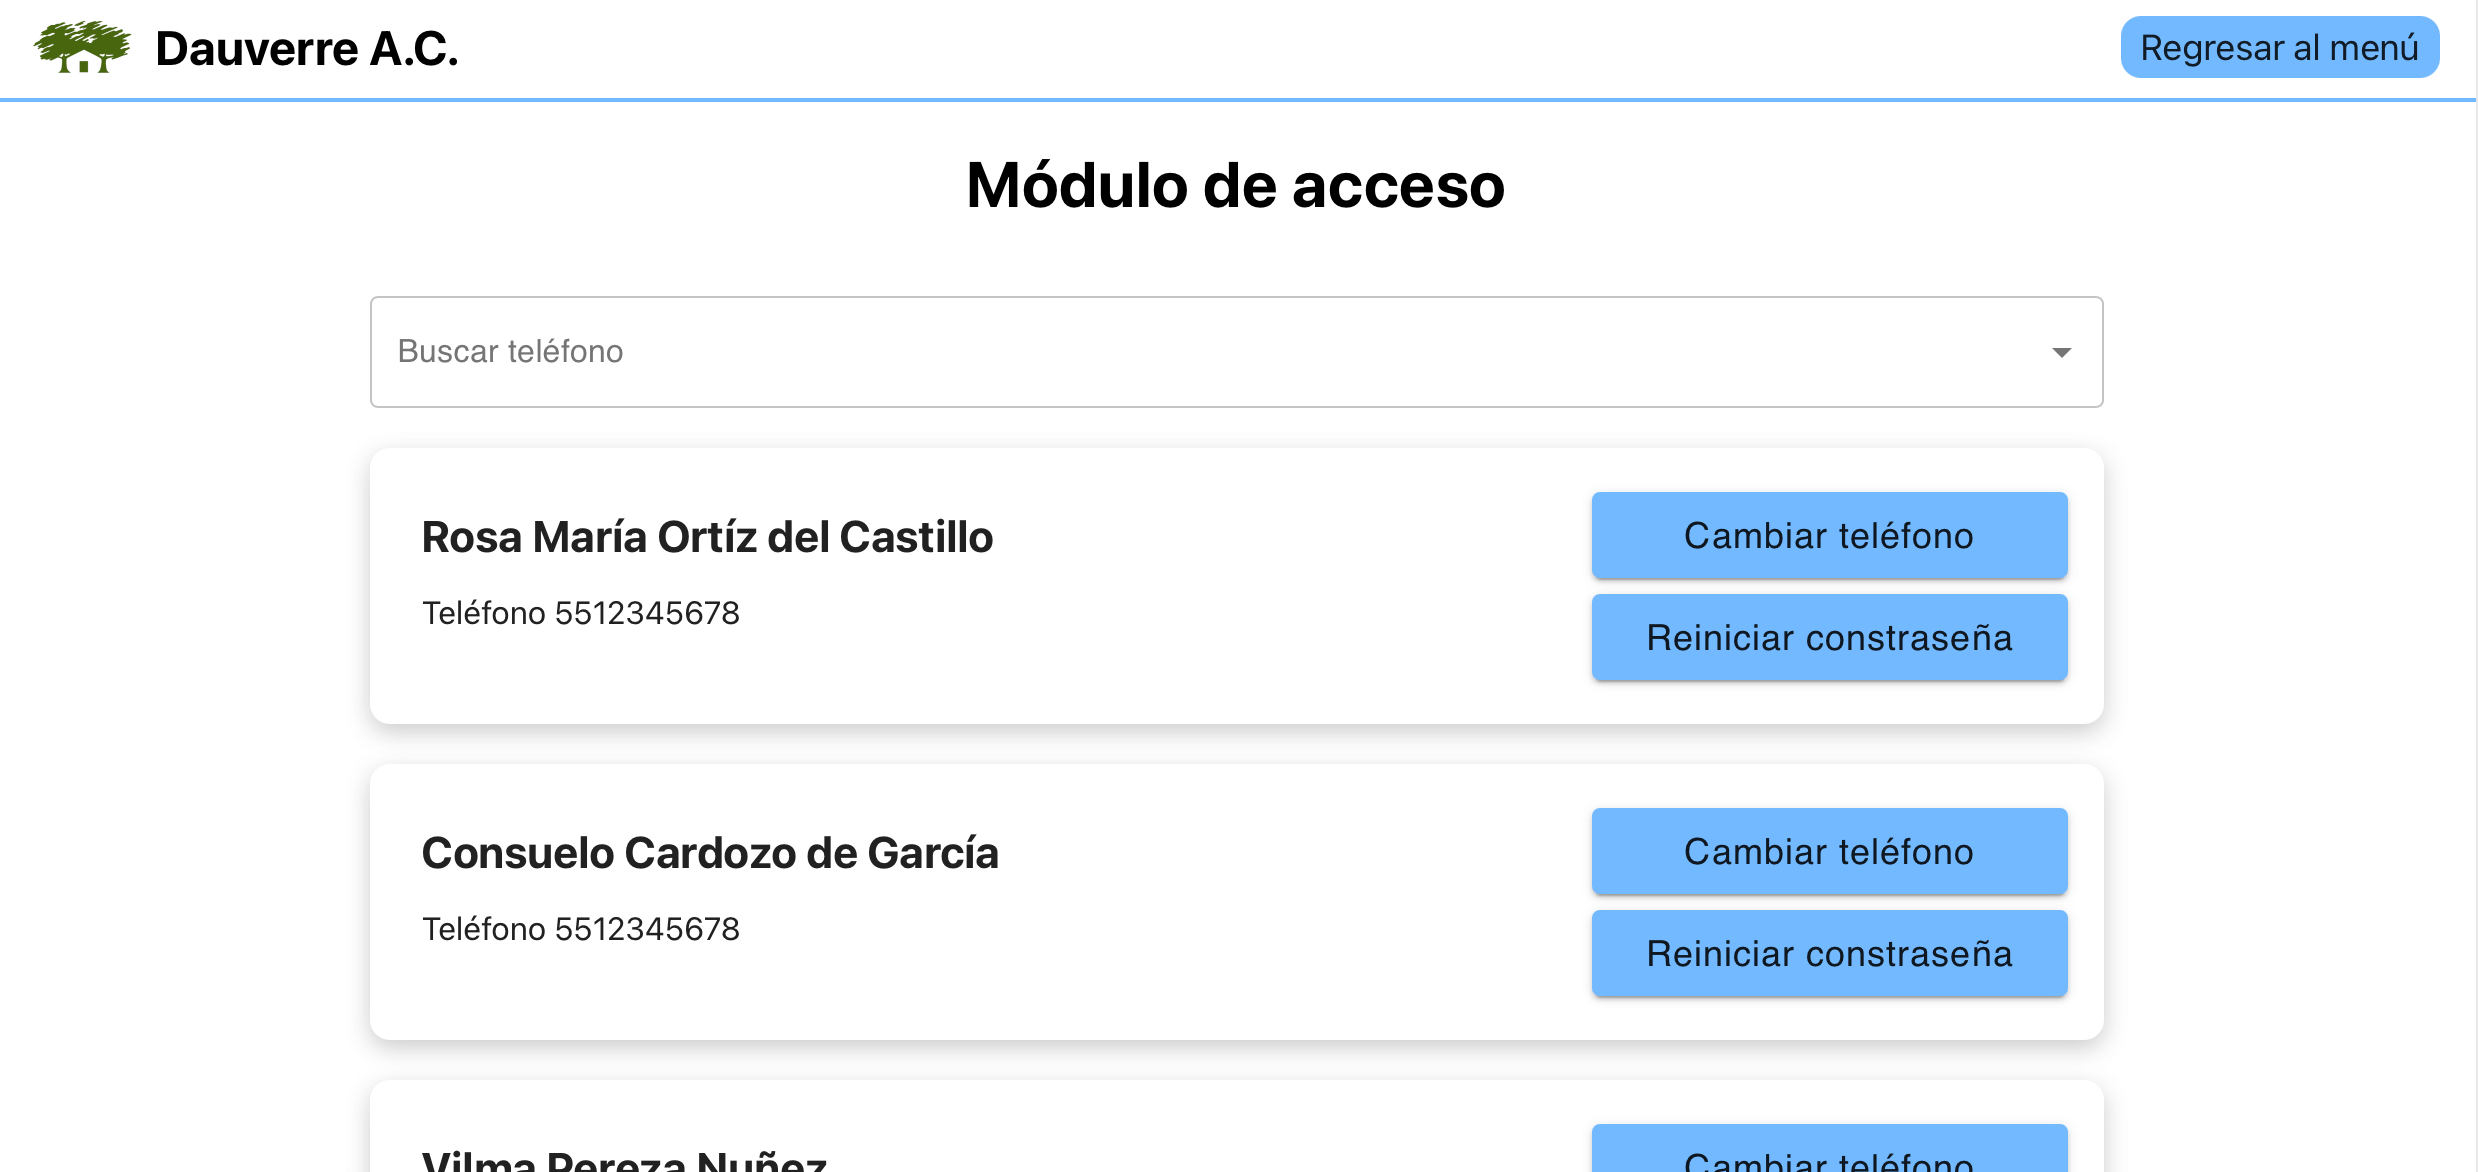 Dauverre A.C.
Regresar al menú
Módulo de acceso
Buscar teléfono
Rosa María Ortíz del Castillo
Cambiar teléfono
Teléfono 5512345678
Reiniciar constraseña
Consuelo Cardozo de García
Cambiar teléfono
Teléfono 5512345678
Reiniciar constraseña
Vilma Pereza Nuñez
Cambiar teléfono